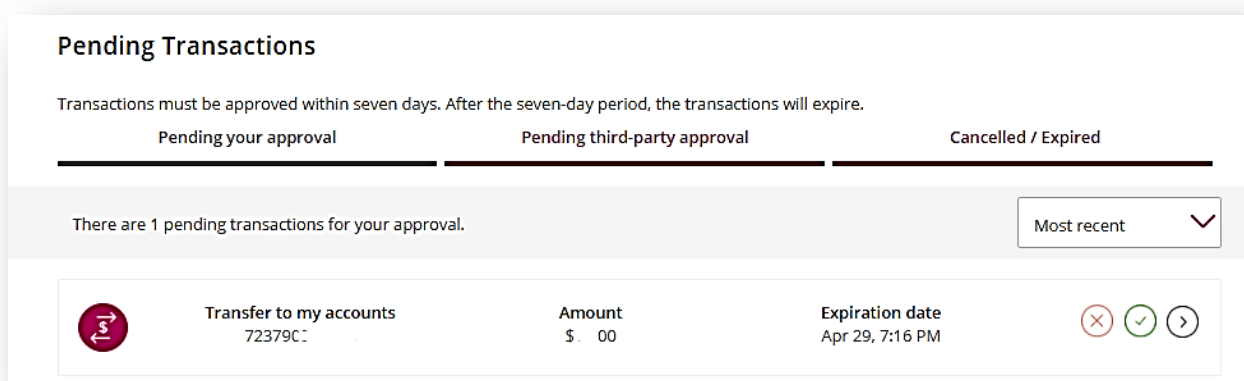 Pending Transactions
Transactions must be approved within seven days. After the seven-day period, the transactions will expire.
Pending your approval
Pending third-party approval
Cancelled / Expired
There are 1 pending transactions for your approval.
Most recent
Transfer to my accounts
Amount
Expiration date
$ 00
Apr 29, 7:16 PM